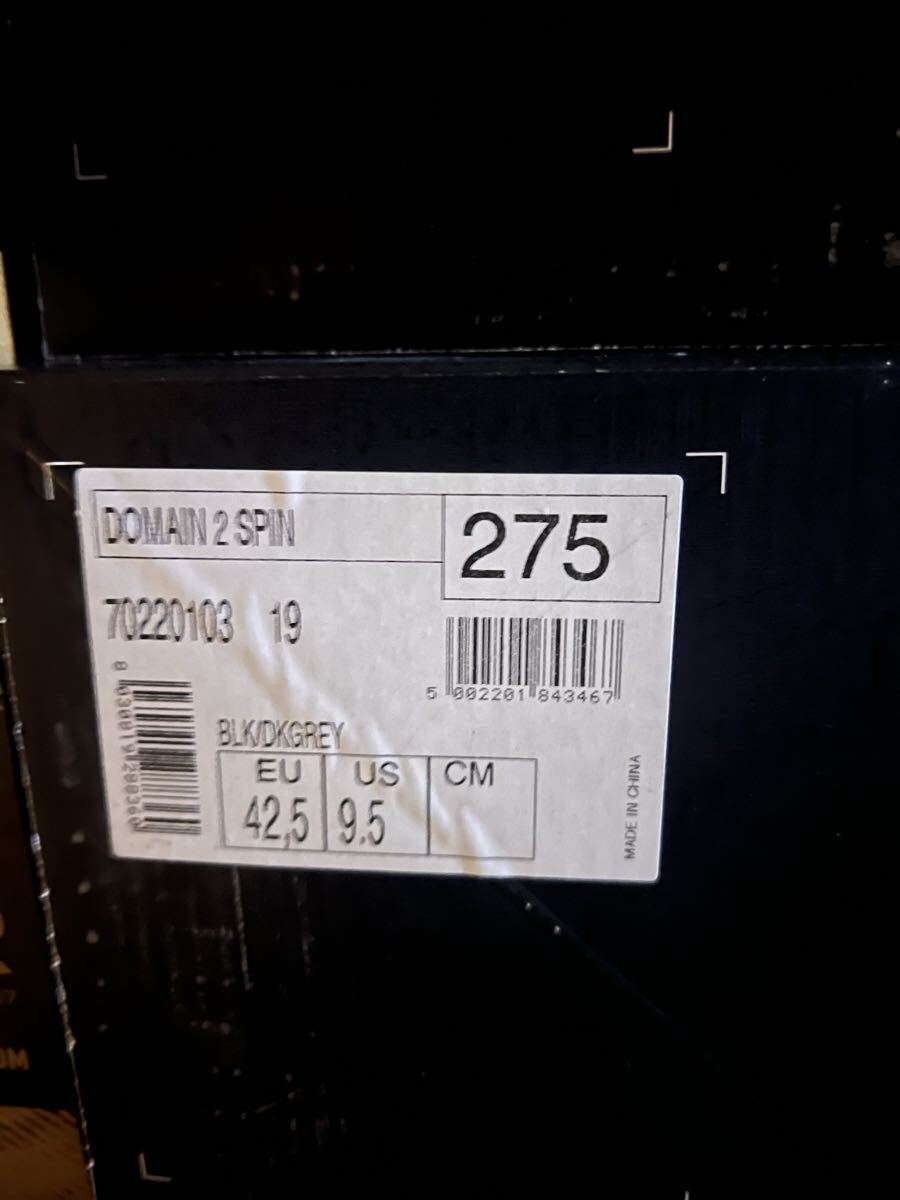 DOMAIN 2 SPIN
275
70220103 19
5 002201 843467
BLK/DKGREY
EU US CM
42,5 9.5
MADE IN CHINA